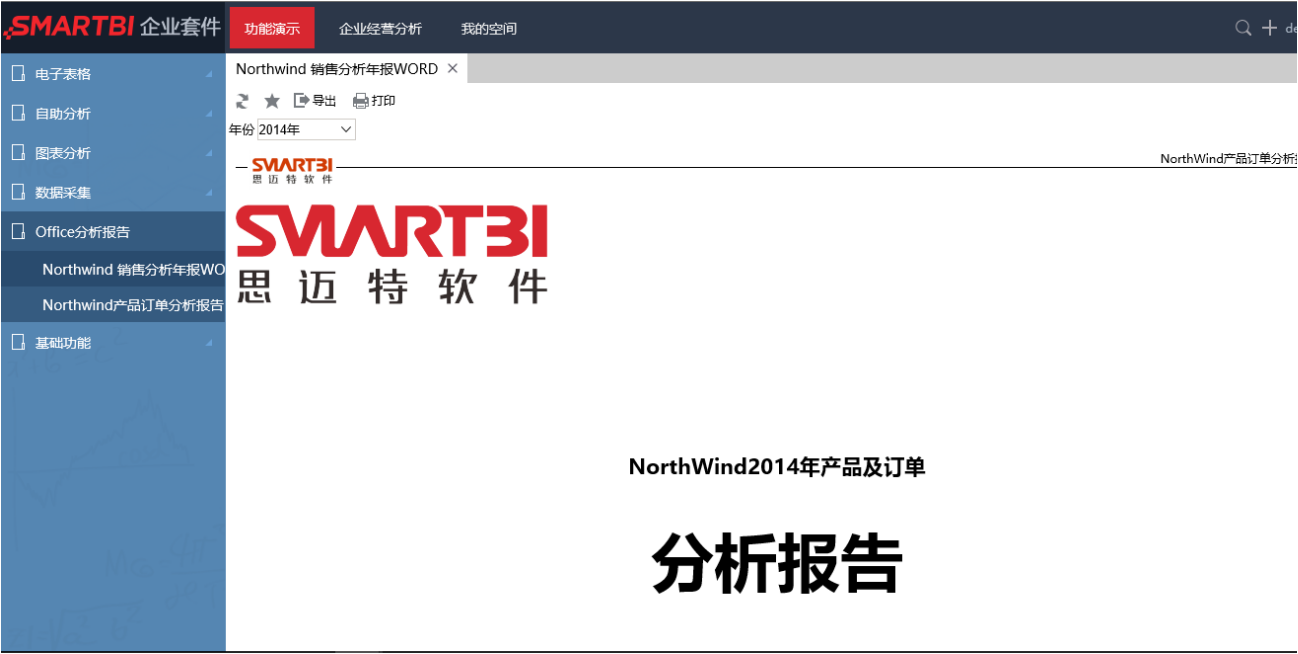 SMARTBI 企业套件
功能演示
企业经营分析
我的空间
de
电子表格
自助分析
图表分析
数据采集
Office分析报告
Northwind 销售分析年报WO
Northwind产品订单分析报告
基础功能
Northwind 销售分析年报WORD
导出
打印
年份 2014年
SMARTBI
思迈特软件
NorthWind产品订单分析
SMARTBI
思迈特软件
NorthWind2014年产品及订单
分析报告